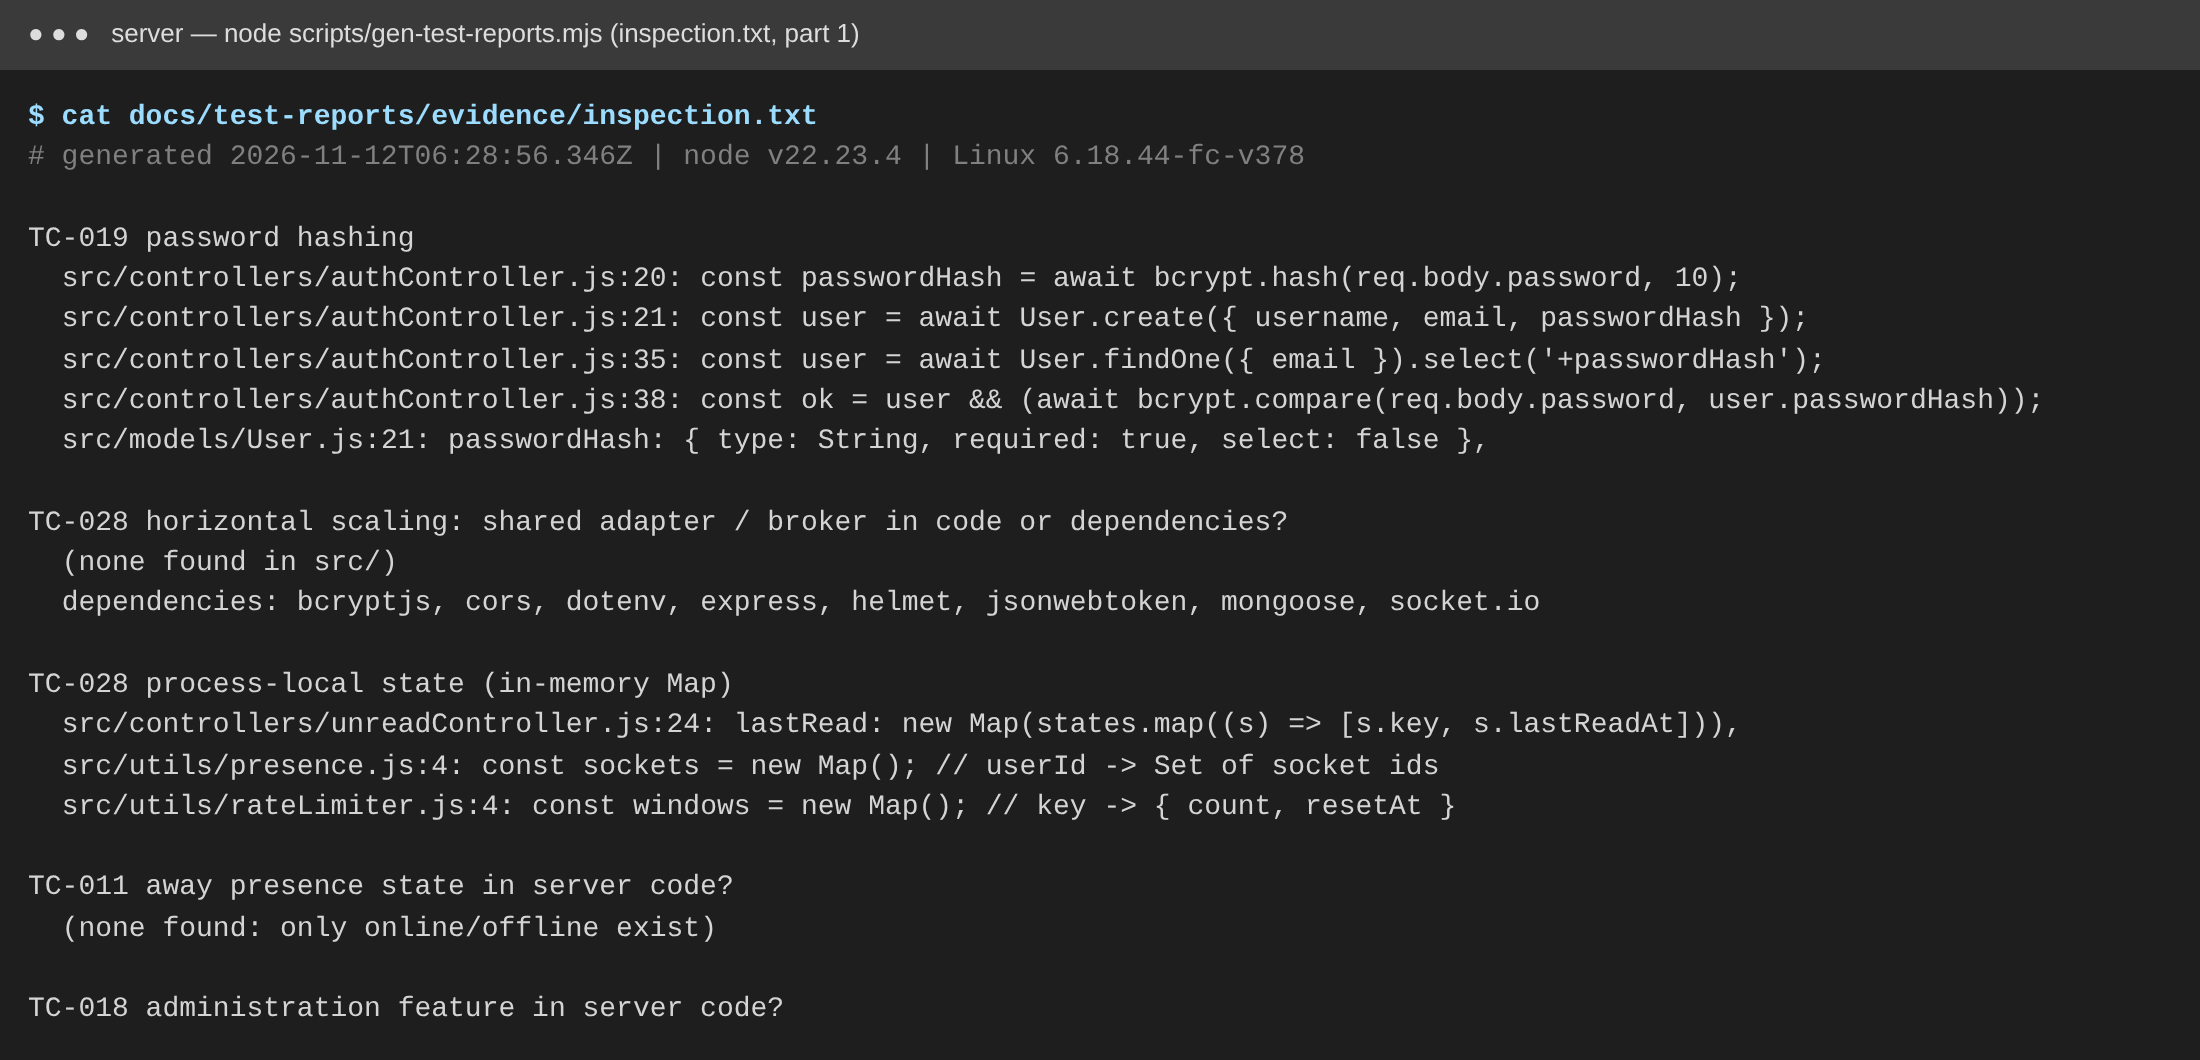 server — node scripts/gen-test-reports.mjs (inspection.txt, part 1)
$ cat docs/test-reports/evidence/inspection.txt
# generated 2026-11-12T06:28:56.346Z | node v22.23.4 | Linux 6.18.44-fc-v378
TC-019 password hashing
src/controllers/authController.js:20: const passwordHash = await bcrypt.hash(req.body.password, 10);
src/controllers/authController.js:21: const user = await User.create({ username, email, passwordHash });
src/controllers/authController.js:35: const user = await User.findOne({ email }).select('+passwordHash');
src/controllers/authController.js:38: const ok = user && (await bcrypt.compare(req.body.password, user.passwordHash));
src/models/User.js:21: passwordHash: { type: String, required: true, select: false },
TC-028 horizontal scaling: shared adapter / broker in code or dependencies?
(none found in src/)
dependencies: bcryptjs, cors, dotenv, express, helmet, jsonwebtoken, mongoose, socket.io
TC-028 process-local state (in-memory Map)
src/controllers/unreadController.js:24: lastRead: new Map(states.map((s) => [s.key, s.lastReadAt])),
src/utils/presence.js:4: const sockets = new Map(); // userId -> Set of socket ids
src/utils/rateLimiter.js:4: const windows = new Map(); // key -> { count, resetAt }
TC-011 away presence state in server code?
(none found: only online/offline exist)
TC-018 administration feature in server code?